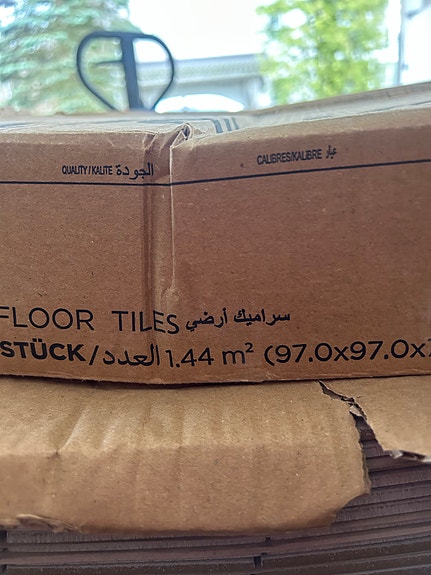 QUALITY/KALITE الجودة
CALIBRES/KALIBRE عيار
FLOOR TILES سراميك أرضي
STÜCK/العدد 1.44 m² (97.0x97.0x